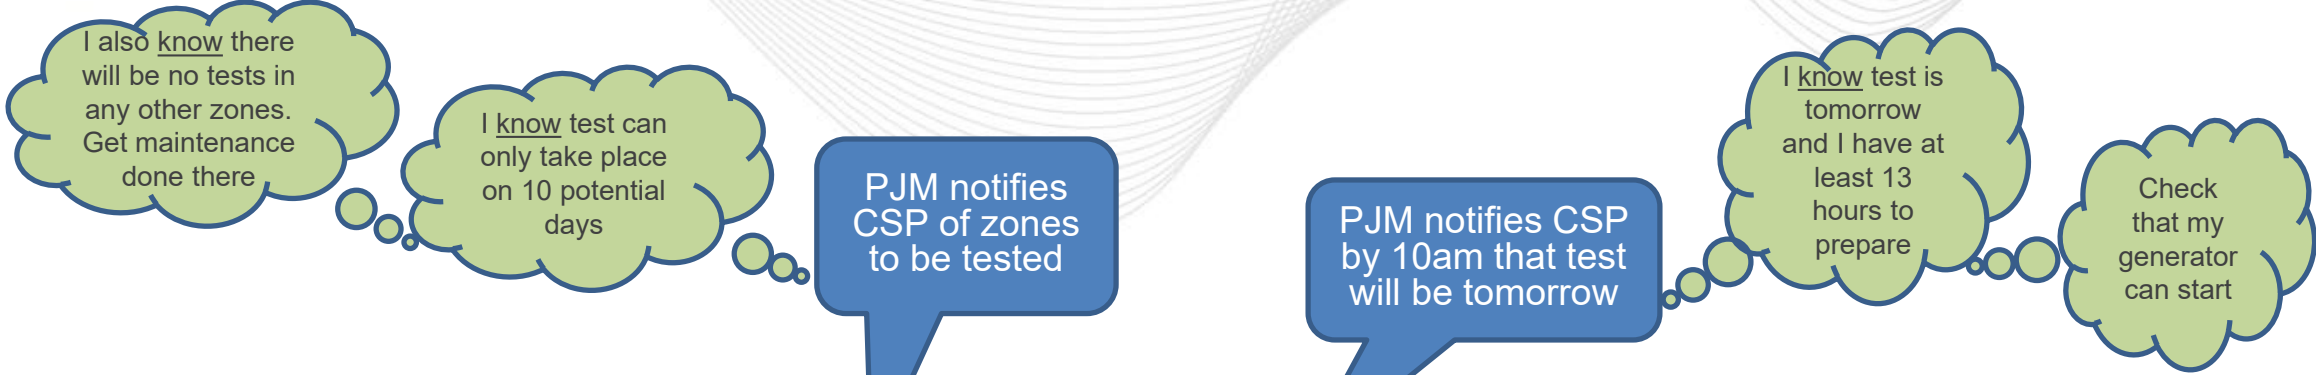 I also know there
will be no tests in
any other zones.
Get maintenance
done there
I know test can
only take place
on 10 potential
days
PJM notifies
CSP of zones
to be tested
PJM notifies CSP
by 10am that test
will be tomorrow
I know test is
tomorrow
and I have at
least 13
hours to
prepare
Check
that my
generator
can start